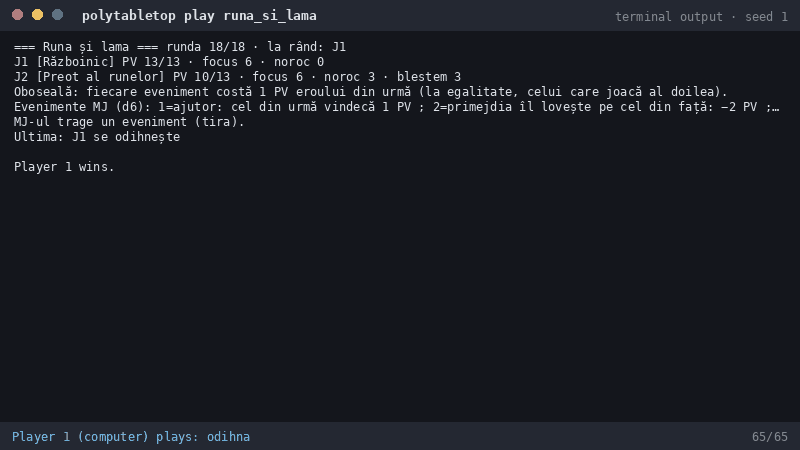 polytabletop play runa_si_lama
terminal output · seed 1
=== Runa și lama === runda 18/18 · la rând: J1
J1 [Războinic] PV 13/13 · focus 6 · noroc 0
J2 [Preot al runelor] PV 10/13 · focus 6 · noroc 3 · blestem 3
Oboseală: fiecare eveniment costă 1 PV eroului din urmă (la egalitate, celui care joacă al doilea).
Evenimente MJ (d6): 1=ajutor: cel din urmă vindecă 1 PV ; 2=primejdia îl lovește pe cel din față: −2 PV ;…
MJ-ul trage un eveniment (tira).
Ultima: J1 se odihnește
Player 1 wins.
Player 1 (computer) plays: odihna
65/65